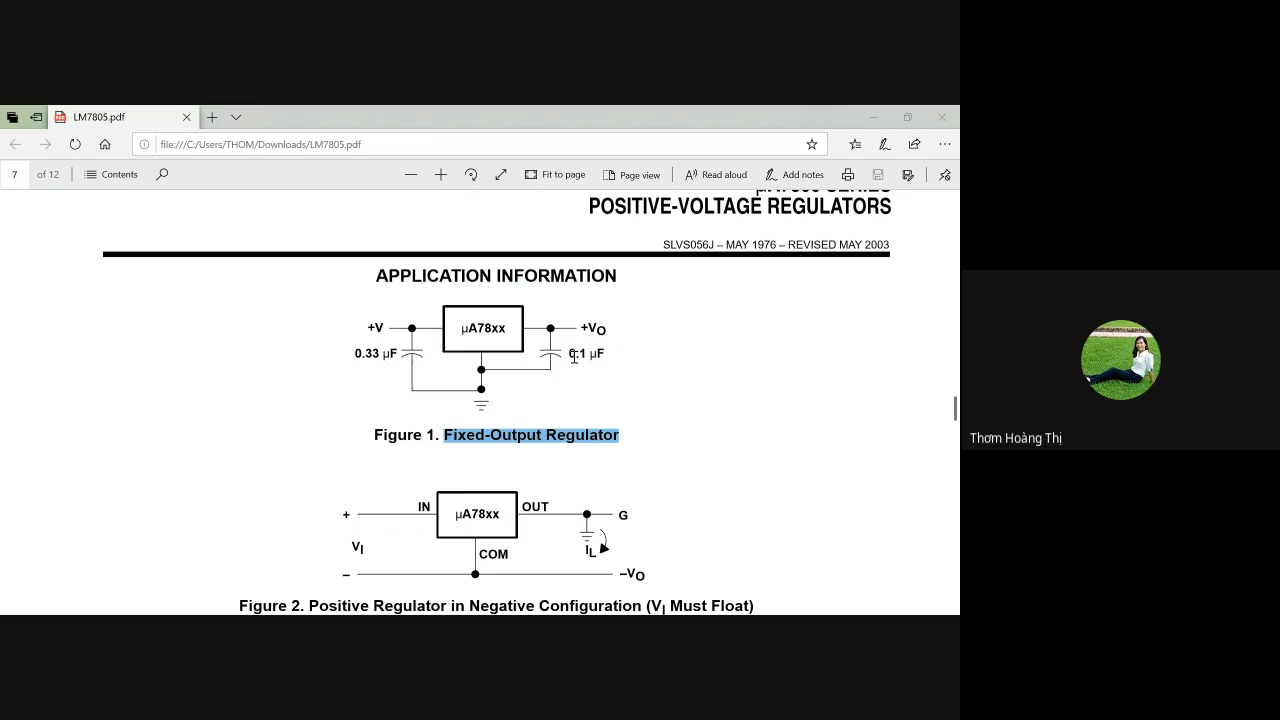 LM7805.pdf
file:///C:/Users/THOM/Downloads/LM7805.pdf
7 of 12 Contents Fit to page Page view Read aloud Add notes
POSITIVE-VOLTAGE REGULATORS
SLVS056J – MAY 1976 – REVISED MAY 2003
APPLICATION INFORMATION
+V µA78xx +VO
0.33 µF 0.1 µF
Figure 1. Fixed-Output Regulator
Thơm Hoàng Thị
+ IN µA78xx OUT G
VI COM IL
– –VO
Figure 2. Positive Regulator in Negative Configuration (VI Must Float)